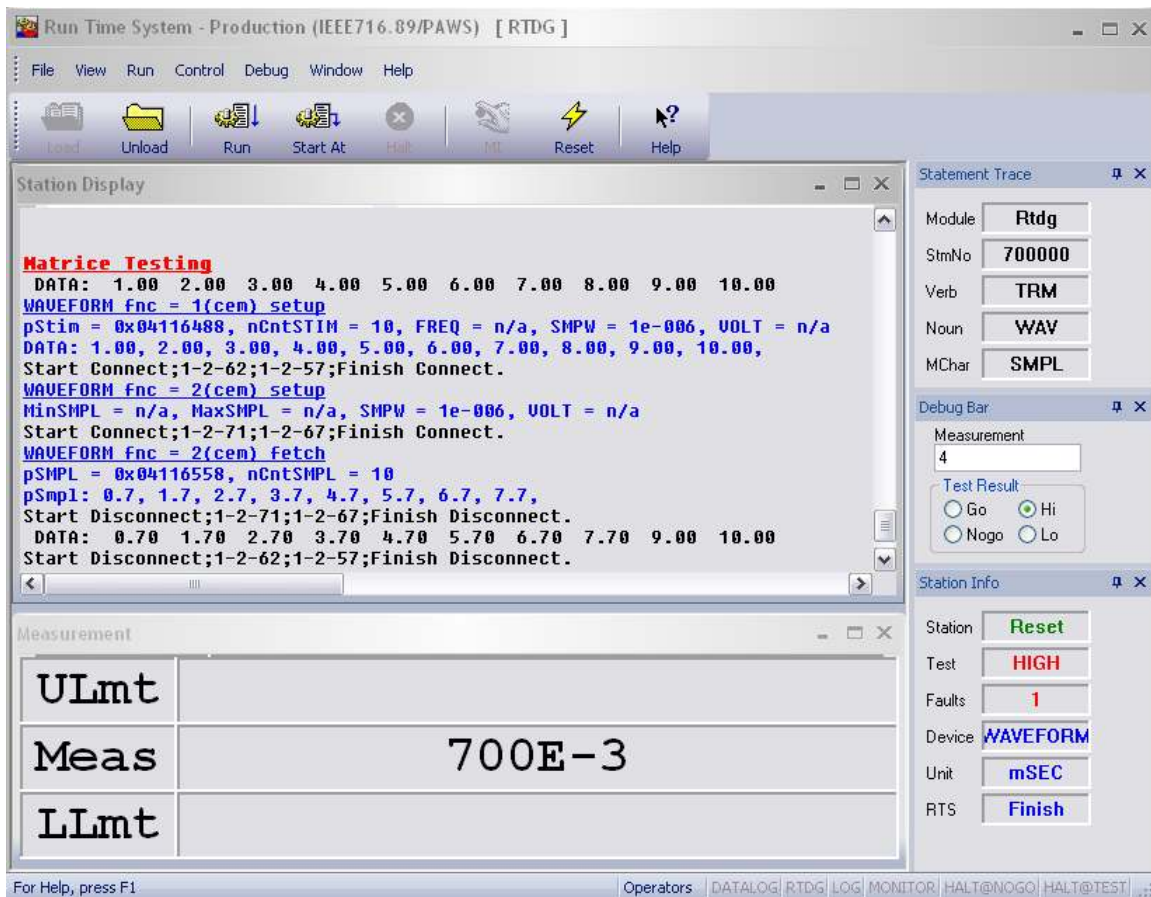 Run Time System - Production (IEEE716.89/PAWS) [ RTDG ]
File View Run Control Debug Window Help
Load Unload Run Start At Halt MI Reset Help
Station Display
Matrice Testing
DATA: 1.00 2.00 3.00 4.00 5.00 6.00 7.00 8.00 9.00 10.00
WAVEFORM fnc = 1(cem) setup
pStim = 0x04116488, nCntSTIM = 10, FREQ = n/a, SMPW = 1e-006, VOLT = n/a
DATA: 1.00, 2.00, 3.00, 4.00, 5.00, 6.00, 7.00, 8.00, 9.00, 10.00,
Start Connect;1-2-62;1-2-57;Finish Connect.
WAVEFORM fnc = 2(cem) setup
MinSMPL = n/a, MaxSMPL = n/a, SMPW = 1e-006, VOLT = n/a
Start Connect;1-2-71;1-2-67;Finish Connect.
WAVEFORM fnc = 2(cem) fetch
pSMPL = 0x04116558, nCntSMPL = 10
pSmpl: 0.7, 1.7, 2.7, 3.7, 4.7, 5.7, 6.7, 7.7,
Start Disconnect;1-2-71;1-2-67;Finish Disconnect.
DATA: 0.70 1.70 2.70 3.70 4.70 5.70 6.70 7.70 9.00 10.00
Start Disconnect;1-2-62;1-2-57;Finish Disconnect.
Measurement
ULmt
Meas 700E-3
LLmt
Statement Trace
Module Rtdg
StmNo 700000
Verb TRM
Noun WAV
MChar SMPL
Debug Bar
Measurement
4
Test Result
Go Hi
Nogo Lo
Station Info
Station Reset
Test HIGH
Faults 1
Device WAVEFORM
Unit mSEC
RTS Finish
For Help, press F1
Operators DATALOG RTDG LOG MONITOR HALT@NOGO HALT@TEST